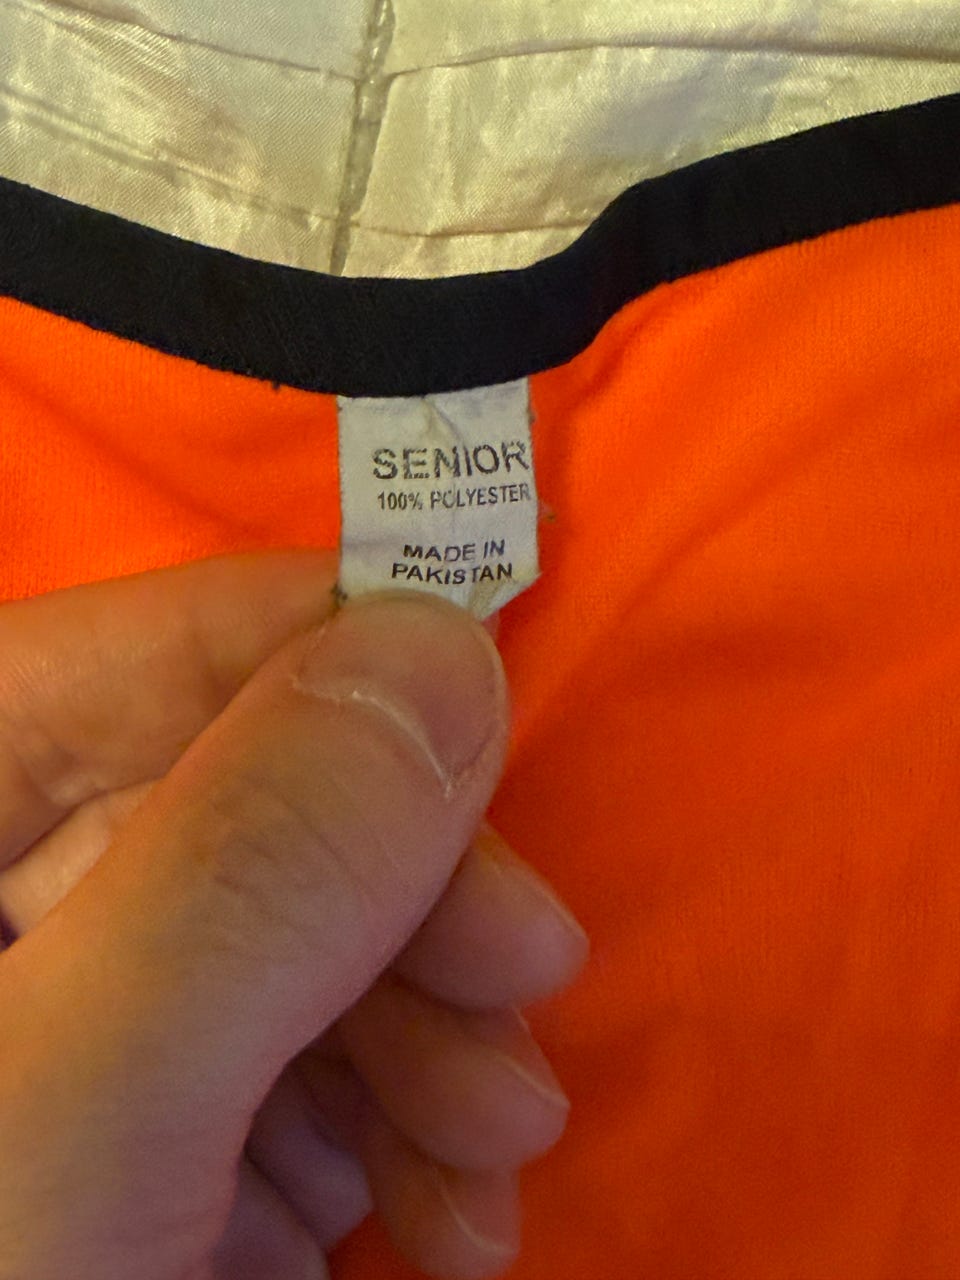 SENIOR
100% POLYESTER
MADE IN
PAKISTAN